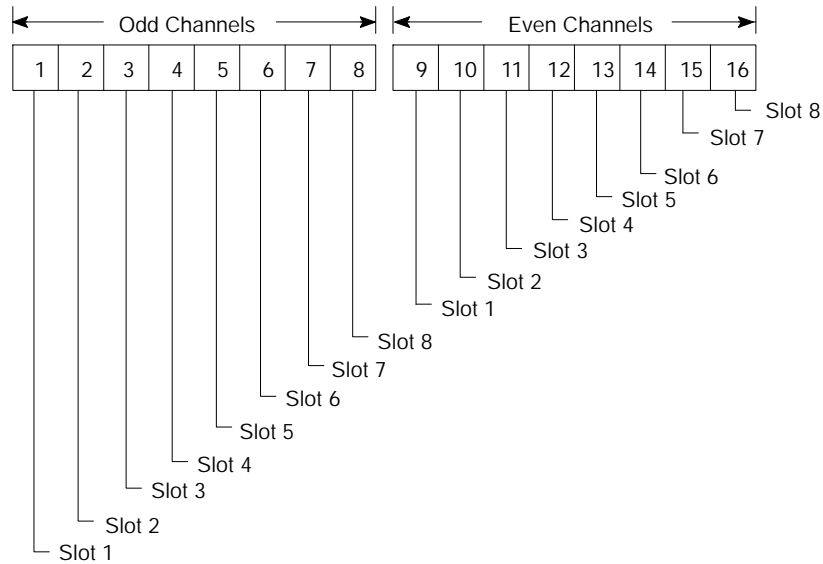 Odd Channels Even Channels
1 2 3 4 5 6 7 8 9 10 11 12 13 14 15 16
Slot 8
Slot 7
Slot 6
Slot 5
Slot 4
Slot 3
Slot 2
Slot 1
Slot 8
Slot 7
Slot 6
Slot 5
Slot 4
Slot 3
Slot 2
Slot 1